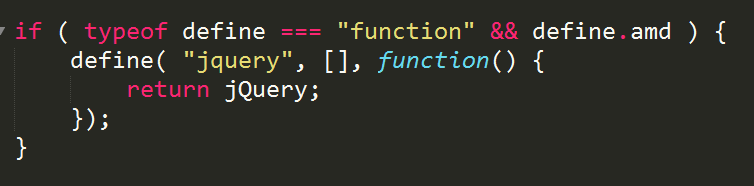 if ( typeof define === "function" && define.amd ) {
    define( "jquery", [], function() {
        return jQuery;
    });
}